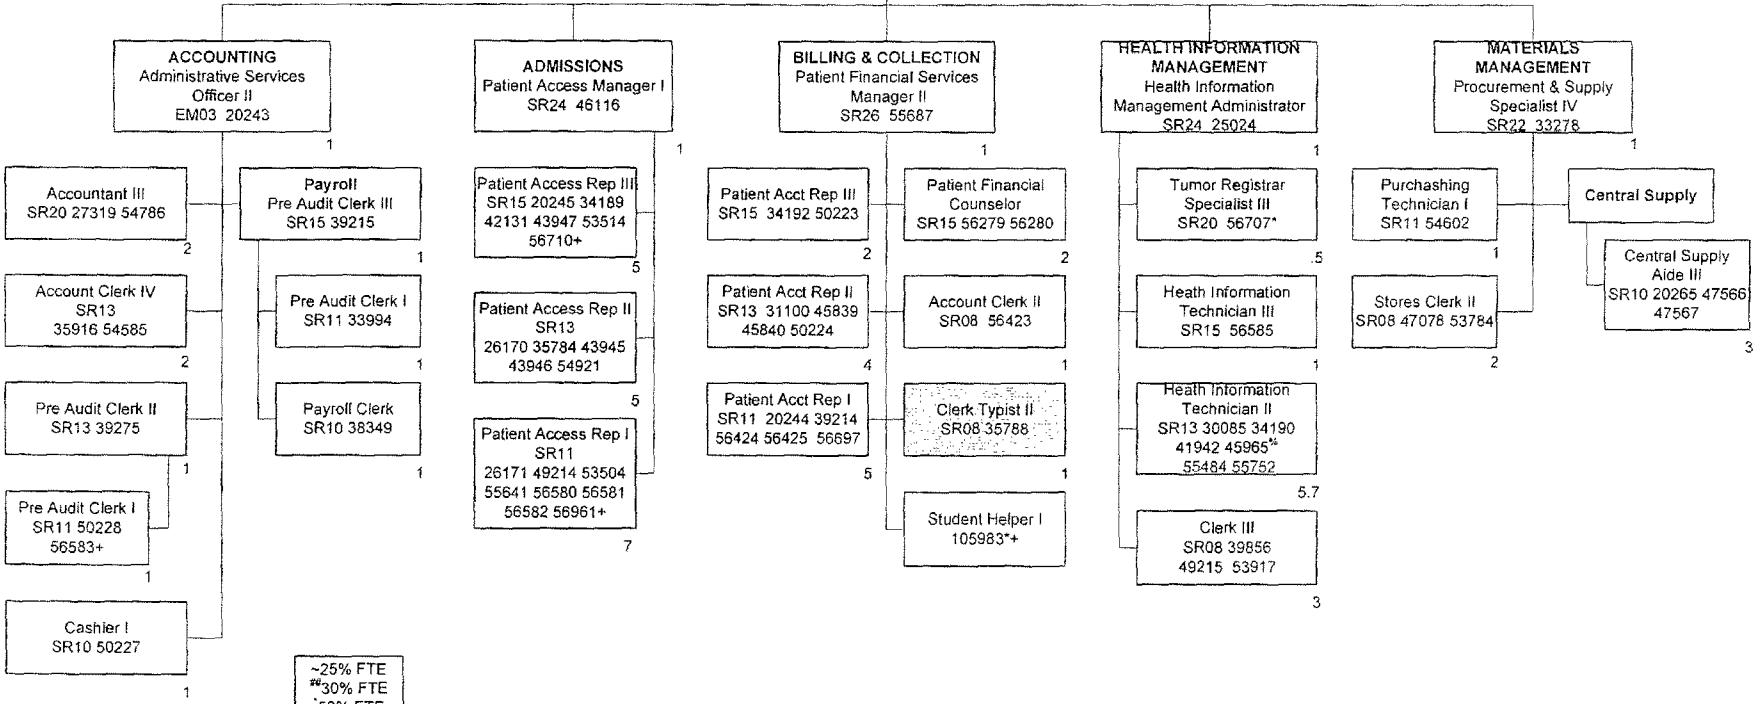 ACCOUNTING
Administrative Services
Officer II
EM03 20243
1
Accountant III
SR20 27319 54786
2
Payroll
Pre Audit Clerk III
SR15 39215
1
Account Clerk IV
SR13
35916 54585
2
Pre Audit Clerk I
SR11 33994
1
Pre Audit Clerk II
SR13 39275
1
Payroll Clerk
SR10 38349
1
Pre Audit Clerk I
SR11 50228
56583+
1
Cashier I
SR10 50227
1
~25% FTE
##30% FTE
*50% FTE
ADMISSIONS
Patient Access Manager I
SR24 46116
1
Patient Access Rep III
SR15 20245 34189
42131 43947 53514
56710+
5
Patient Access Rep II
SR13
26170 35784 43945
43946 54921
5
Patient Access Rep I
SR11
26171 49214 53504
55641 56580 56581
56582 56961+
7
BILLING & COLLECTION
Patient Financial Services
Manager II
SR26 55687
1
Patient Acct Rep III
SR15 34192 50223
2
Patient Financial
Counselor
SR15 56279 56280
2
Patient Acct Rep II
SR13 31100 45839
45840 50224
4
Account Clerk II
SR08 56423
1
Patient Acct Rep I
SR11 20244 39214
56424 56425 56697
5
Clerk Typist II
SR08 35788
1
Student Helper I
105983*+
HEALTH INFORMATION
MANAGEMENT
Health Information
Management Administrator
SR24 25024
1
Tumor Registrar
Specialist III
SR20 56707*
.5
Heath Information
Technician III
SR15 56585
1
Heath Information
Technician II
SR13 30085 34190
41942 45965
55484 55752
5.7
Clerk III
SR08 39856
49215 53917
3
MATERIALS
MANAGEMENT
Procurement & Supply
Specialist IV
SR22 33278
1
Purchashing
Technician I
SR11 54602
1
Central Supply
Stores Clerk II
SR08 47078 53784
2
Central Supply
Aide III
SR10 20265 47566
47567
3